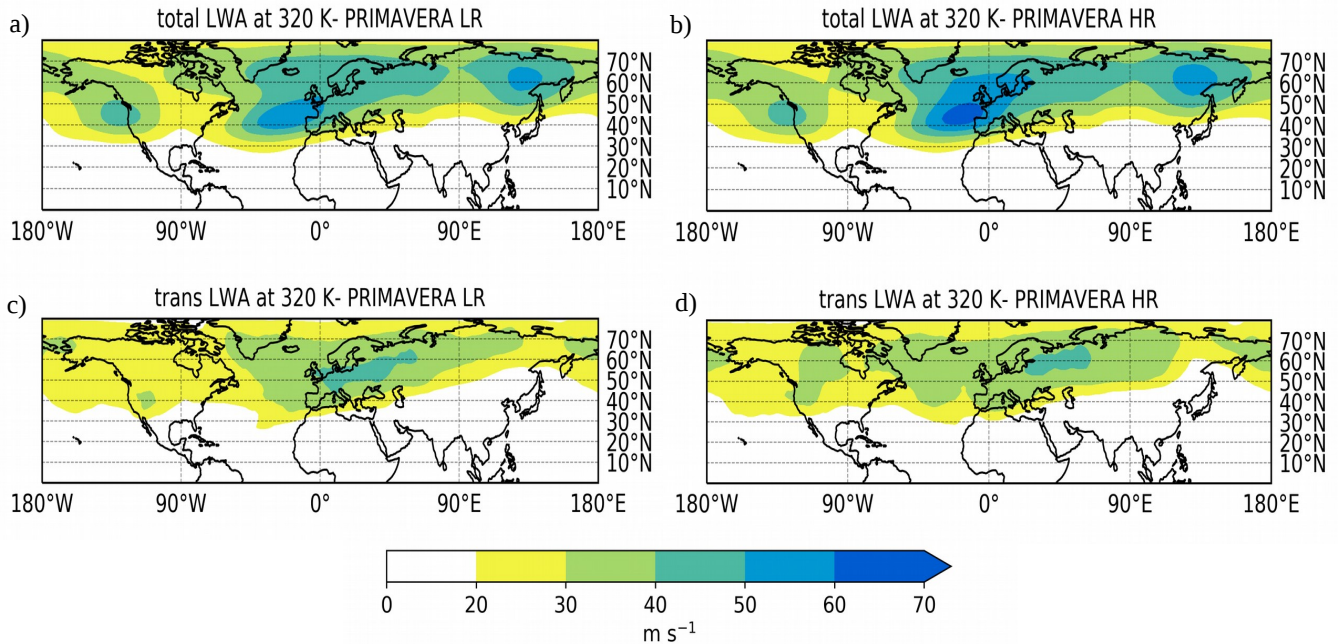 a)
total LWA at 320 K- PRIMAVERA LR
70°N
60°N
50°N
40°N
30°N
20°N
10°N
180°W 90°W 0° 90°E 180°E
b)
total LWA at 320 K- PRIMAVERA HR
70°N
60°N
50°N
40°N
30°N
20°N
10°N
180°W 90°W 0° 90°E 180°E
c)
trans LWA at 320 K- PRIMAVERA LR
70°N
60°N
50°N
40°N
30°N
20°N
10°N
180°W 90°W 0° 90°E 180°E
d)
trans LWA at 320 K- PRIMAVERA HR
70°N
60°N
50°N
40°N
30°N
20°N
10°N
180°W 90°W 0° 90°E 180°E
0 20 30 40 50 60 70
m s⁻¹